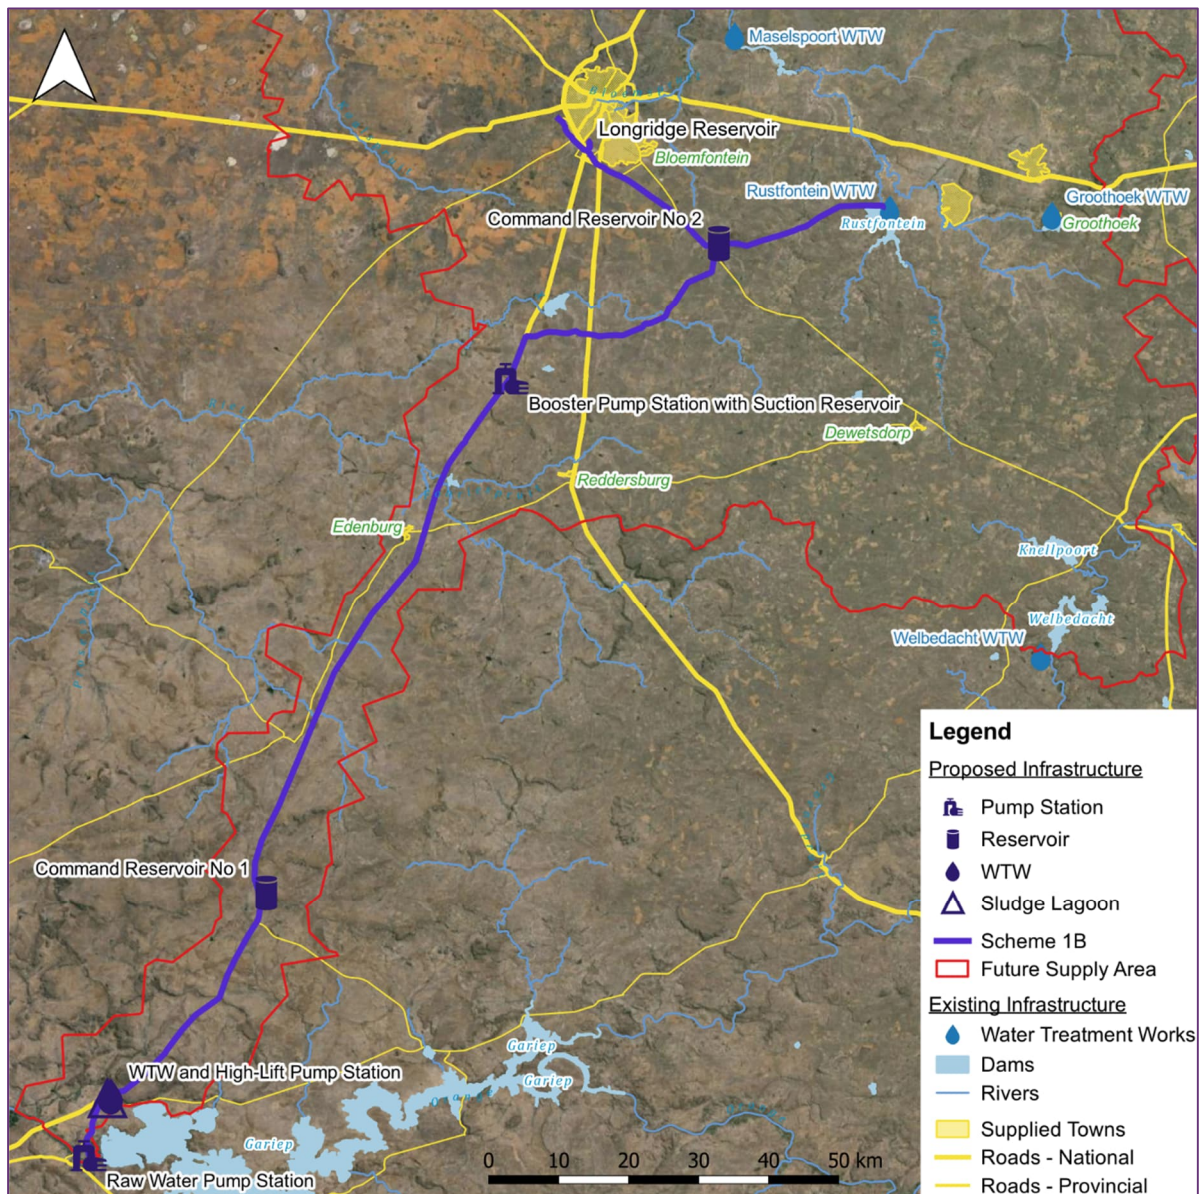 Maselspoort WTW
Longridge Reservoir
Bloemfontein
Rustfontein WTW
Groothoek WTW
Command Reservoir No 2
Rustfontein
Groothoek
Booster Pump Station with Suction Reservoir
Dewetsdorp
Reddersburg
Edenburg
Knellpoort
Welbedacht
Welbedacht WTW
Command Reservoir No 1
Gariep
WTW and High-Lift Pump Station
Gariep
Gariep
Raw Water Pump Station
0 10 20 30 40 50 km
Legend
Proposed Infrastructure
Pump Station
Reservoir
WTW
Sludge Lagoon
Scheme 1B
Future Supply Area
Existing Infrastructure
Water Treatment Works
Dams
Rivers
Supplied Towns
Roads - National
Roads - Provincial